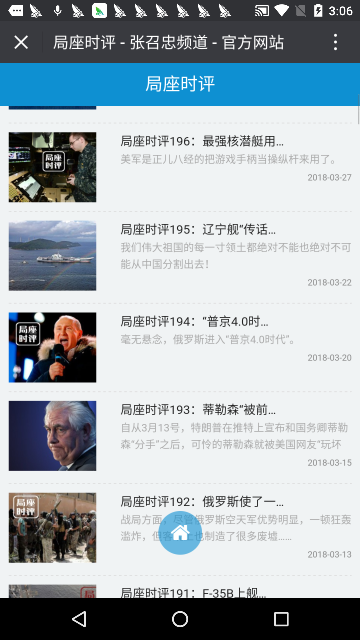 3:06
局座时评 - 张召忠频道 - 官方网站
局座时评
局座时评196：最强核潜艇用…
美军是正儿八经的把游戏手柄当操纵杆来用了。
2018-03-27
局座时评
局座时评195：辽宁舰"传话…
我们伟大祖国的每一寸领土都绝对不能也绝对不可
能从中国分割出去！
2018-03-22
局座时评194："普京4.0时…
毫无悬念，俄罗斯进入"普京4.0时代"。
2018-03-20
局座时评
局座时评193：蒂勒森"被前…
自从3月13号，特朗普在推特上宣布和国务卿蒂勒
森"分手"之后，可怜的蒂勒森就被美国网友"玩坏
2018-03-15
局座时评192：俄罗斯使了一…
战局方面，尽管俄罗斯空天军优势明显，一顿狂轰
滥炸，但 上也制造了很多废墟……
2018-03-13
局座时评
局座时评191：F-35B上舰…